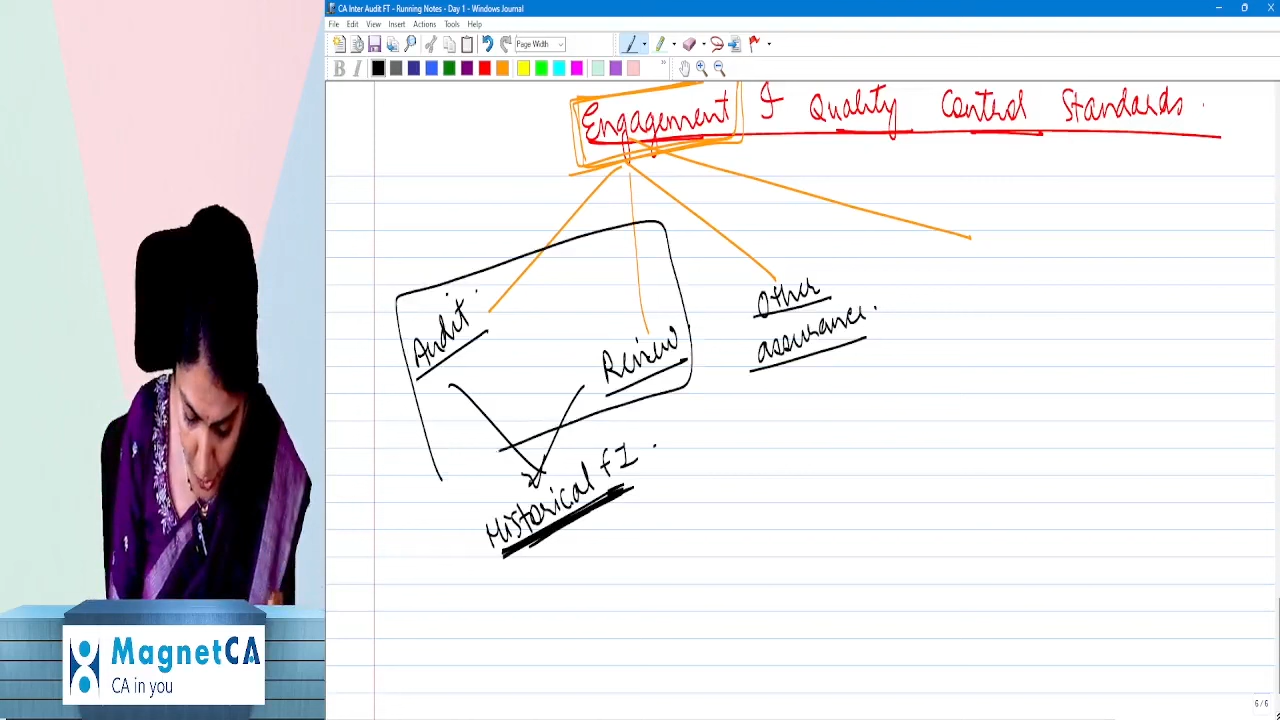 CA Inter Audit FT - Running Notes - Day 1 - Windows Journal
File Edit View Insert Actions Tools Help
Page Width
B I
Engagement & Quality Control Standards.
Audit.
Review
Other
assurance.
Historical FI.
MagnetCA
CA in you
6 / 6